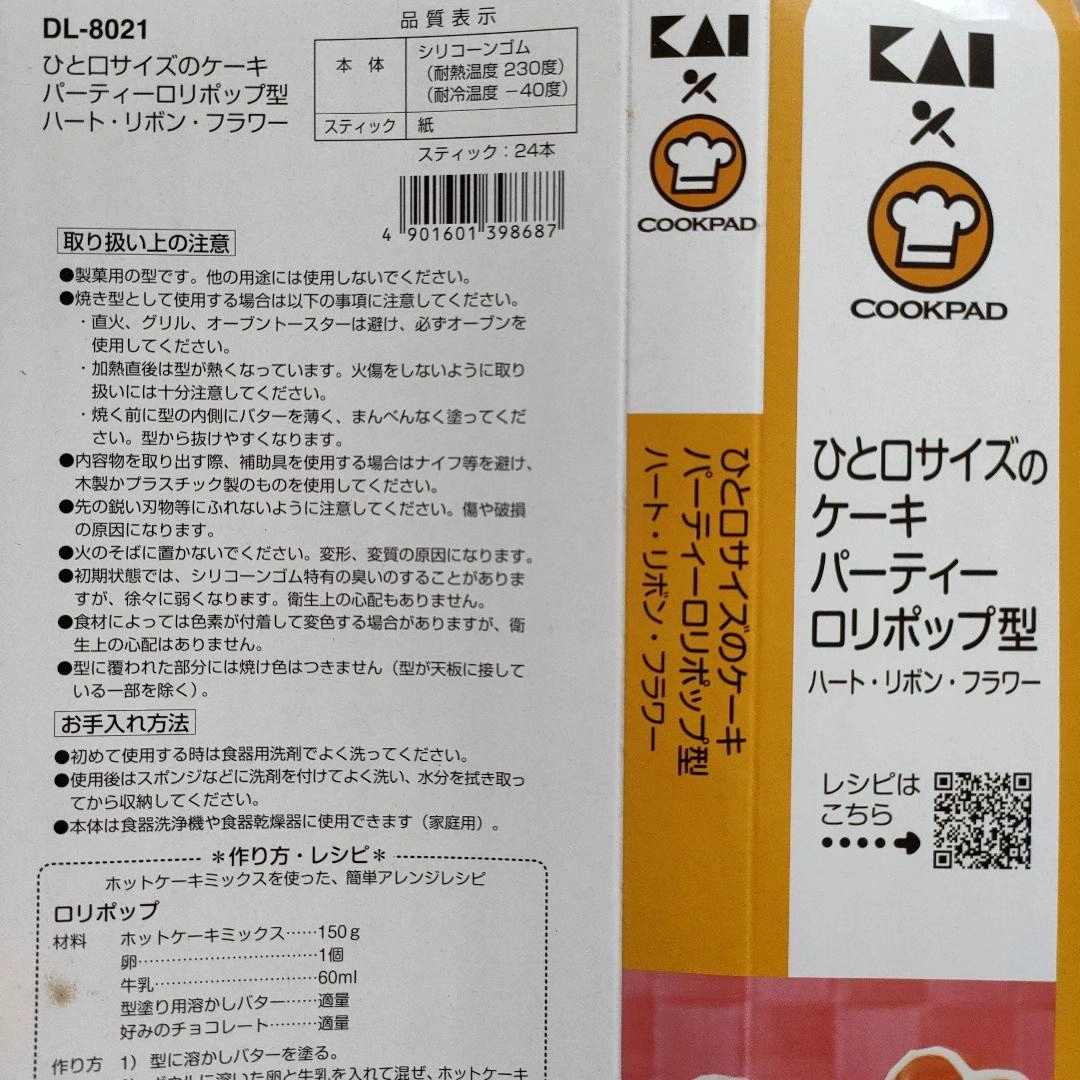 DL-8021
ひと口サイズのケーキ
パーティーロリポップ型
ハート・リボン・フラワー
品質表示
本体
シリコーンゴム
（耐熱温度 230度）
（耐冷温度 －40度）
スティック 紙
スティック：24本
4 901601 398687
取り扱い上の注意
●製菓用の型です。他の用途には使用しないでください。
●焼き型として使用する場合は以下の事項に注意してください。
・直火、グリル、オーブントースターは避け、必ずオーブンを
使用してください。
・加熱直後は型が熱くなっています。火傷をしないように取り
扱いには十分注意してください。
・焼く前に型の内側にバターを薄く、まんべんなく塗ってくだ
さい。型から抜けやすくなります。
●内容物を取り出す際、補助具を使用する場合はナイフ等を避け、
木製かプラスチック製のものを使用してください。
●先の鋭い刃物等にふれないように注意してください。傷や破損
の原因になります。
●火のそばに置かないでください。変形、変質の原因になります。
●初期状態では、シリコーンゴム特有の臭いのすることがありま
すが、徐々に弱くなります。衛生上の心配もありません。
●食材によっては色素が付着して変色する場合がありますが、衛
生上の心配はありません。
●型に覆われた部分には焼け色はつきません（型が天板に接して
いる一部を除く）。
お手入れ方法
●初めて使用する時は食器用洗剤でよく洗ってください。
●使用後はスポンジなどに洗剤を付けてよく洗い、水分を拭き取っ
てから収納してください。
●本体は食器洗浄機や食器乾燥器に使用できます（家庭用）。
＊作り方・レシピ＊
ホットケーキミックスを使った、簡単アレンジレシピ
ロリポップ
材料 ホットケーキミックス……150g
卵……………………………1個
牛乳…………………………60ml
型塗り用溶かしバター……適量
好みのチョコレート………適量
作り方 1）型に溶かしバターを塗る。
2）ボウルに溶いた卵と牛乳を入れて混ぜ、ホットケーキ
KAI
×
COOKPAD
ひと口サイズのケーキ
パーティーロリポップ型
ハート・リボン・フラワー
KAI
×
COOKPAD
ひと口サイズの
ケーキ
パーティー
ロリポップ型
ハート・リボン・フラワー
レシピは
こちら